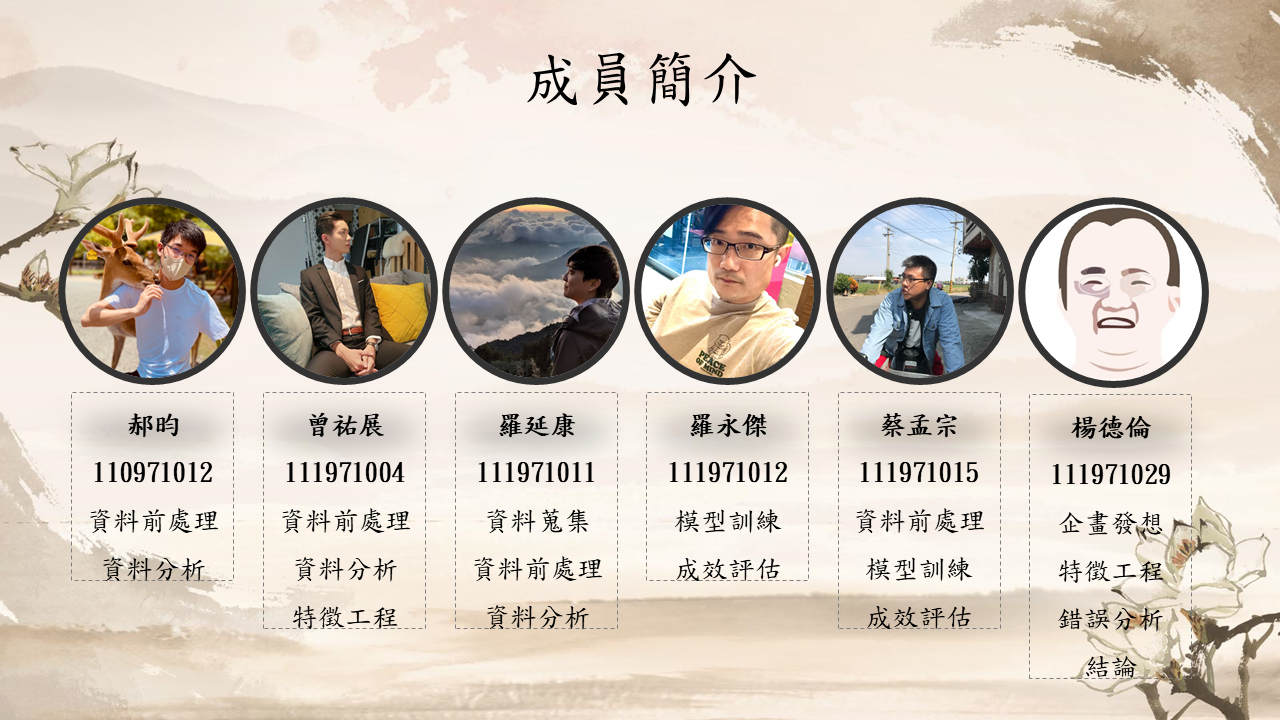 成員簡介
PEACE
OF MIND
郝昀
110971012
資料前處理
資料分析
曾祐展
111971004
資料前處理
資料分析
特徵工程
羅延康
111971011
資料蒐集
資料前處理
資料分析
羅永傑
111971012
模型訓練
成效評估
蔡孟宗
111971015
資料前處理
模型訓練
成效評估
楊德倫
111971029
企畫發想
特徵工程
錯誤分析
結論